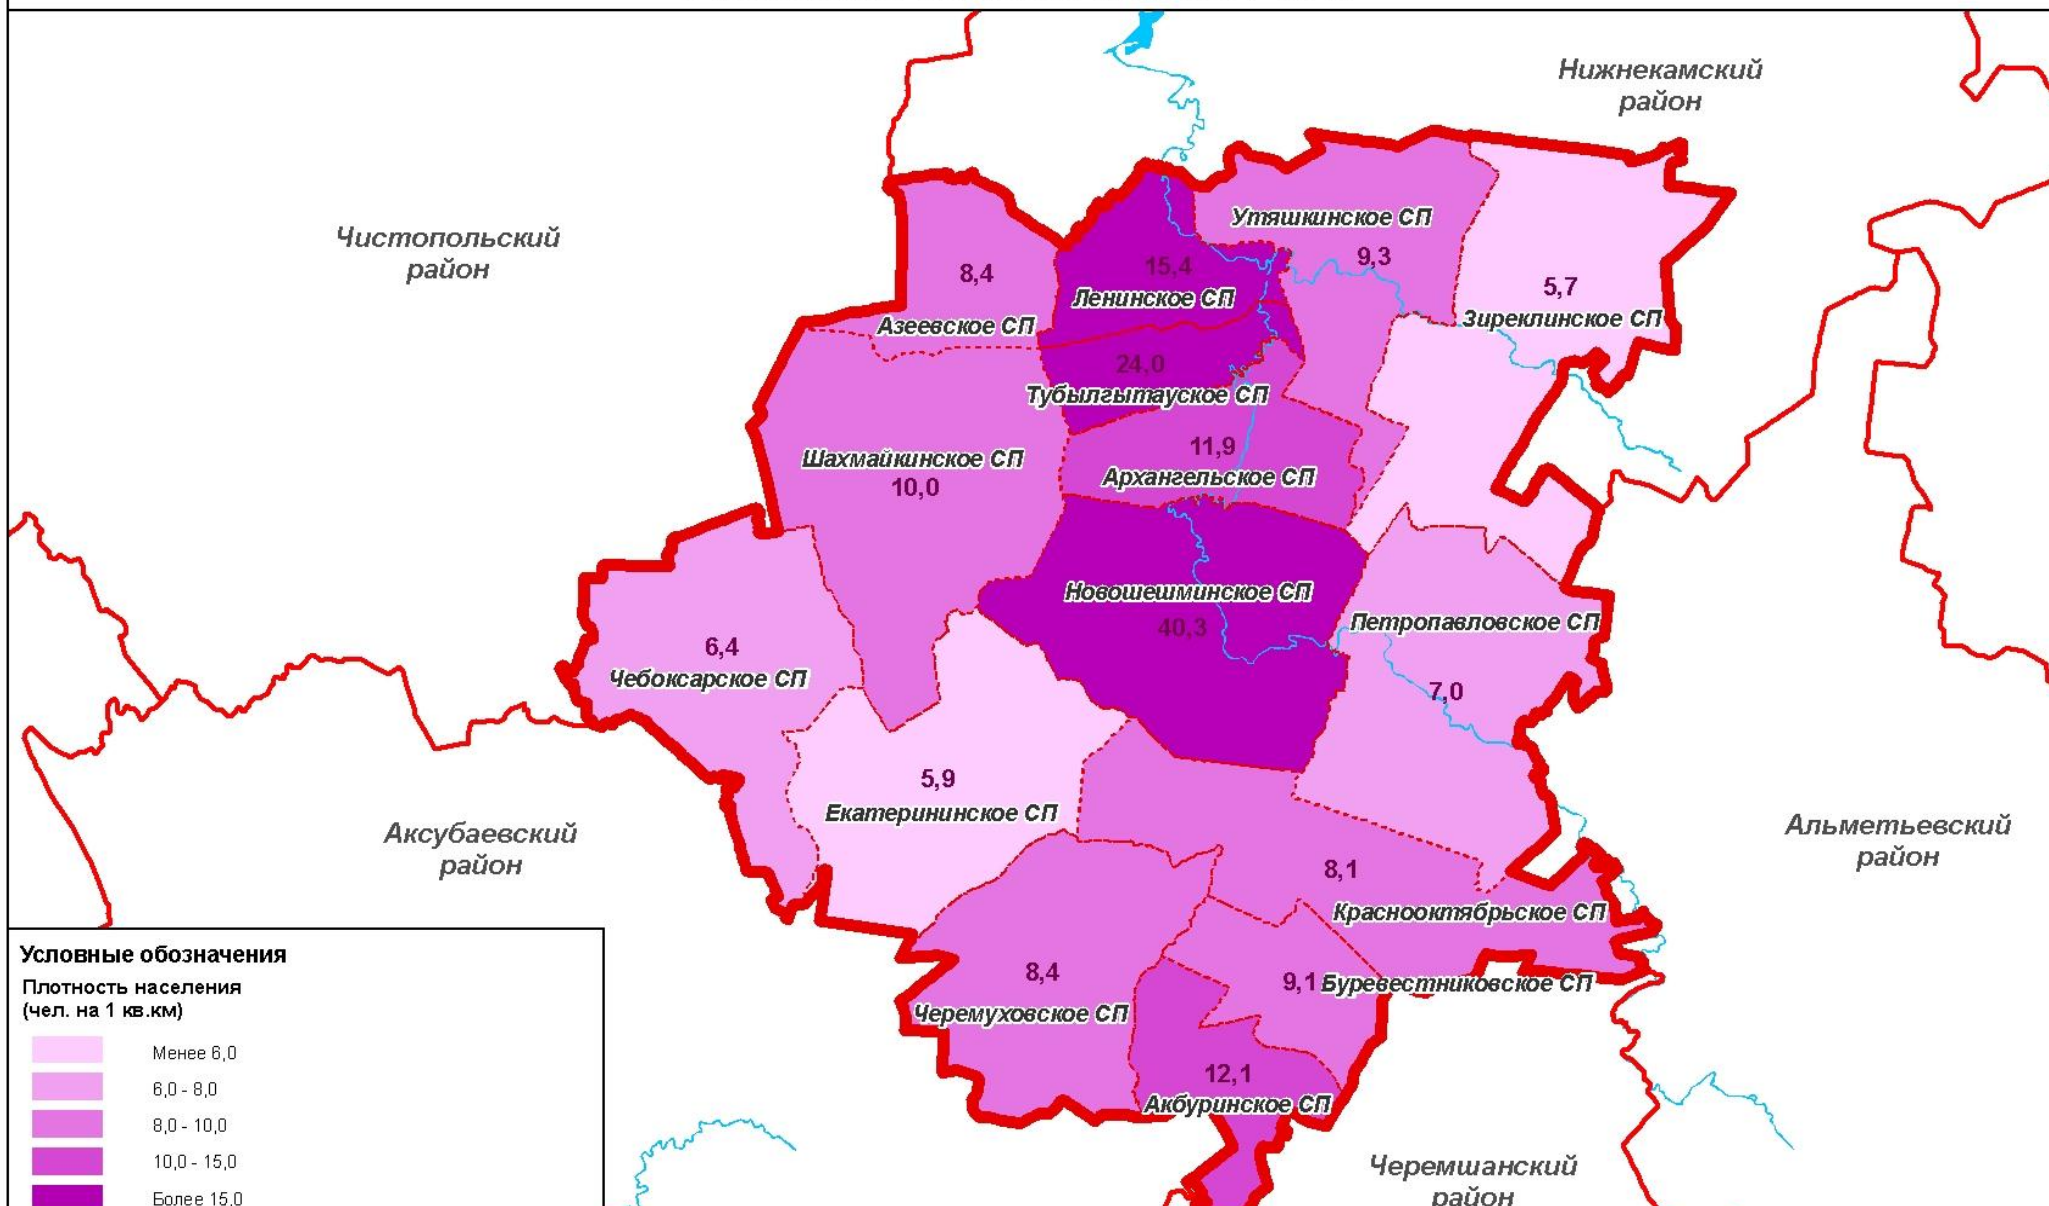 Нижнекамский
район
Чистопольский
район
Утяшкинское СП
9,3
8,4
Азеевское СП
15,4
Ленинское СП
5,7
Зиреклинское СП
24,0
Тубылгытауское СП
11,9
Архангельское СП
Шахмайкинское СП
10,0
Новошешминское СП
40,3
Петропавловское СП
7,0
6,4
Чебоксарское СП
5,9
Екатерининское СП
Аксубаевский
район
Альметьевский
район
8,1
Краснооктябрьское СП
8,4
Черемуховское СП
9,1 Буревестниковское СП
12,1
Акбуринское СП
Черемшанский
район
Условные обозначения
Плотность населения
(чел. на 1 кв.км)
Менее 6,0
6,0 - 8,0
8,0 - 10,0
10,0 - 15,0
Более 15,0